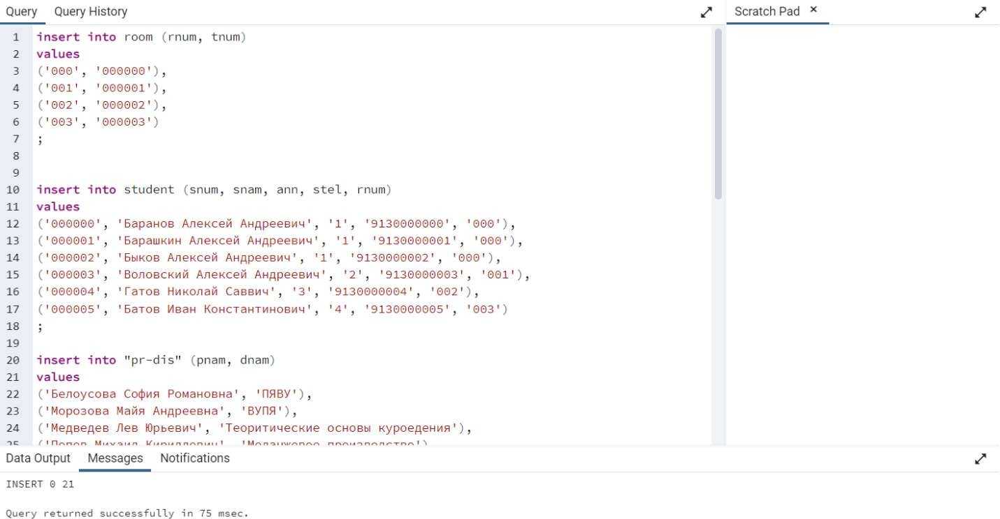 Query Query History
Scratch Pad ×
1 insert into room (rnum, tnum)
2 values
3 ('000', '000000'),
4 ('001', '000001'),
5 ('002', '000002'),
6 ('003', '000003')
7 ;
8
9
10 insert into student (snum, snam, ann, stel, rnum)
11 values
12 ('000000', 'Баранов Алексей Андреевич', '1', '9130000000', '000'),
13 ('000001', 'Барашкин Алексей Андреевич', '1', '9130000001', '000'),
14 ('000002', 'Быков Алексей Андреевич', '1', '9130000002', '000'),
15 ('000003', 'Воловский Алексей Андреевич', '2', '9130000003', '001'),
16 ('000004', 'Гатов Николай Саввич', '3', '9130000004', '002'),
17 ('000005', 'Батов Иван Константинович', '4', '9130000005', '003')
18 ;
19
20 insert into "pr-dis" (pnam, dnam)
21 values
22 ('Белоусова София Романовна', 'ПЯВУ'),
23 ('Морозова Майя Андреевна', 'ВУПЯ'),
24 ('Медведев Лев Юрьевич', 'Теоритические основы куроедения'),
25 ('Попов Михаил Кириллович', 'Меланжевое производство')
Data Output Messages Notifications
INSERT 0 21
Query returned successfully in 75 msec.